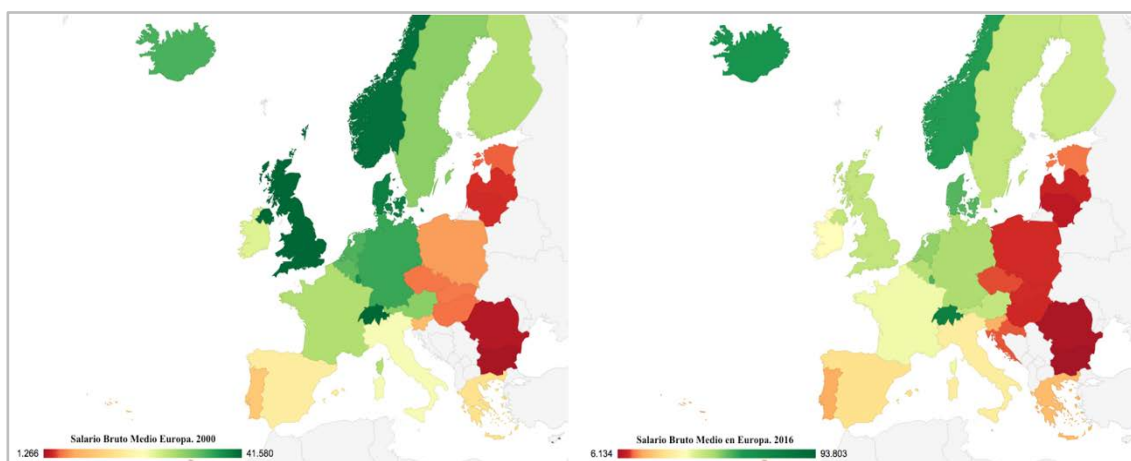 Salario Bruto Medio Europa. 2000
1.266 41.580
Salario Bruto Medio en Europa. 2016
6.134 93.803